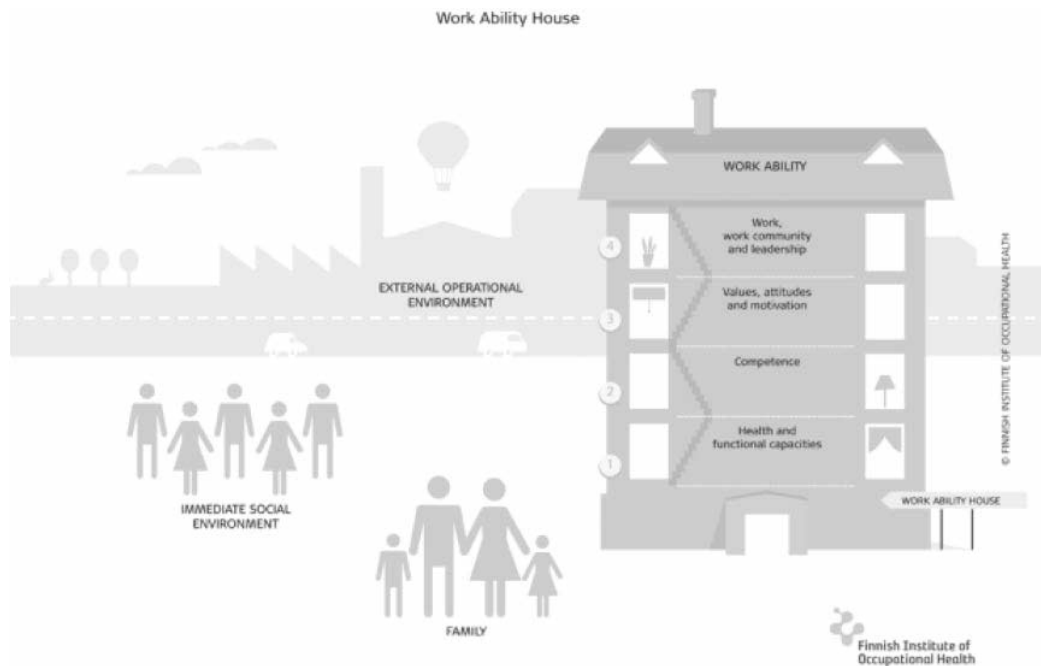 Work Ability House
WORK ABILITY
4
Work,
work community
and leadership
EXTERNAL OPERATIONAL
ENVIRONMENT
3
Values, attitudes
and motivation
2
Competence
1
Health and
functional capacities
© FINNISH INSTITUTE OF OCCUPATIONAL HEALTH
WORK ABILITY HOUSE
IMMEDIATE SOCIAL
ENVIRONMENT
FAMILY
Finnish Institute of
Occupational Health